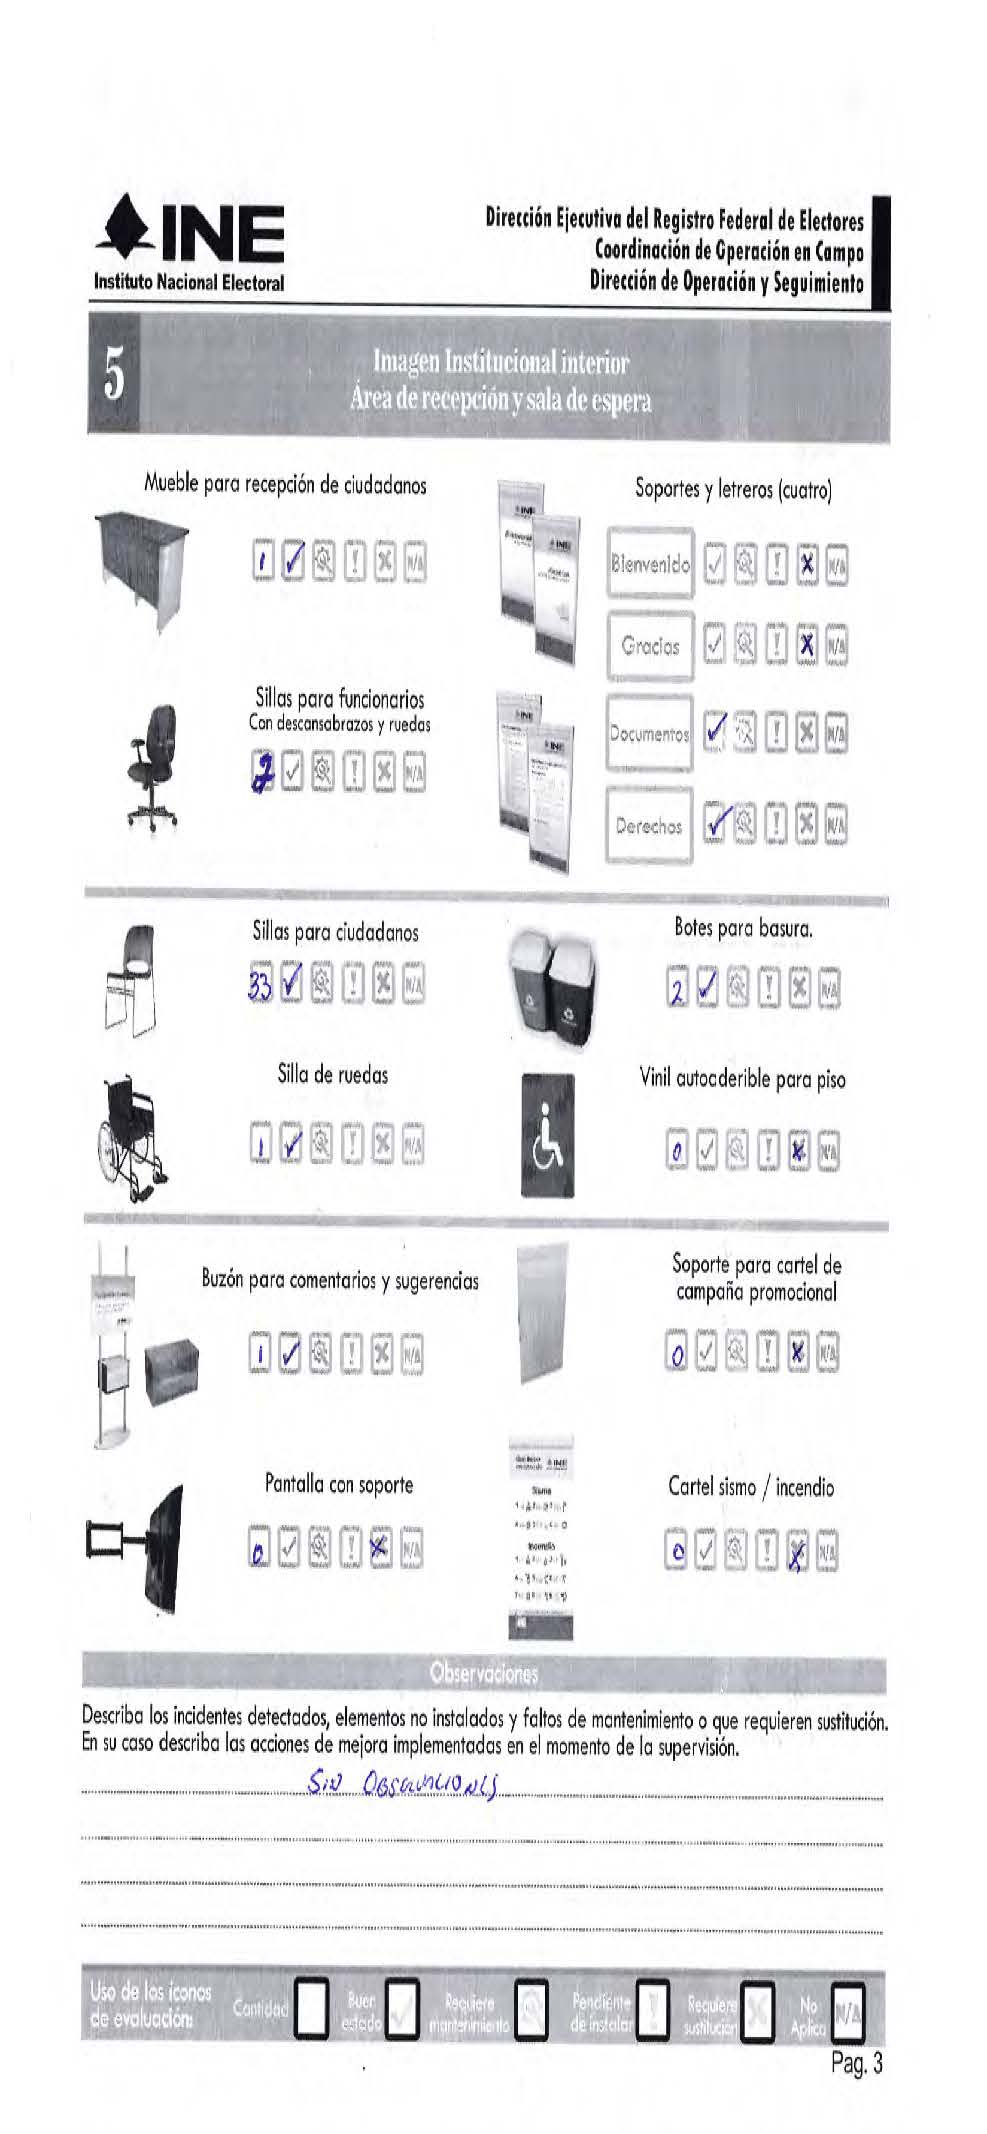 INE
Instituto Nacional Electoral
Dirección Ejecutiva del Registro Federal de Electores
Coordinación de Operación en Campo
Dirección de Operación y Seguimiento
5
Imagen Institucional interior
Área de recepción y sala de espera
Mueble para recepción de ciudadanos
1 N/A
Sillas para funcionarios
Con descansabrazos y ruedas
2 N/A
Soportes y letreros (cuatro)
Bienvenido N/A
Gracias N/A
Documentos N/A
Derechos N/A
Sillas para ciudadanos
33 N/A
Botes para basura.
2 N/A
Silla de ruedas
1 N/A
Vinil autoaderible para piso
0 N/A
Buzón para comentarios y sugerencias
1 N/A
Soporte para cartel de
campaña promocional
0 N/A
Pantalla con soporte
0 N/A
INE
Sismo
Incendio
Cartel sismo / incendio
0 N/A
Observaciones
Describa los incidentes detectados, elementos no instalados y faltos de mantenimiento o que requieren sustitución.
En su caso describa las acciones de mejora implementadas en el momento de la supervisión.
Sin OBSERVACIONES
Uso de los iconos
de evaluación:
Cantidad
Buen
estado
Requiere
mantenimiento
Pendiente
de instalar
Requiere
sustitución
No
Aplica
N/A
Pag. 3